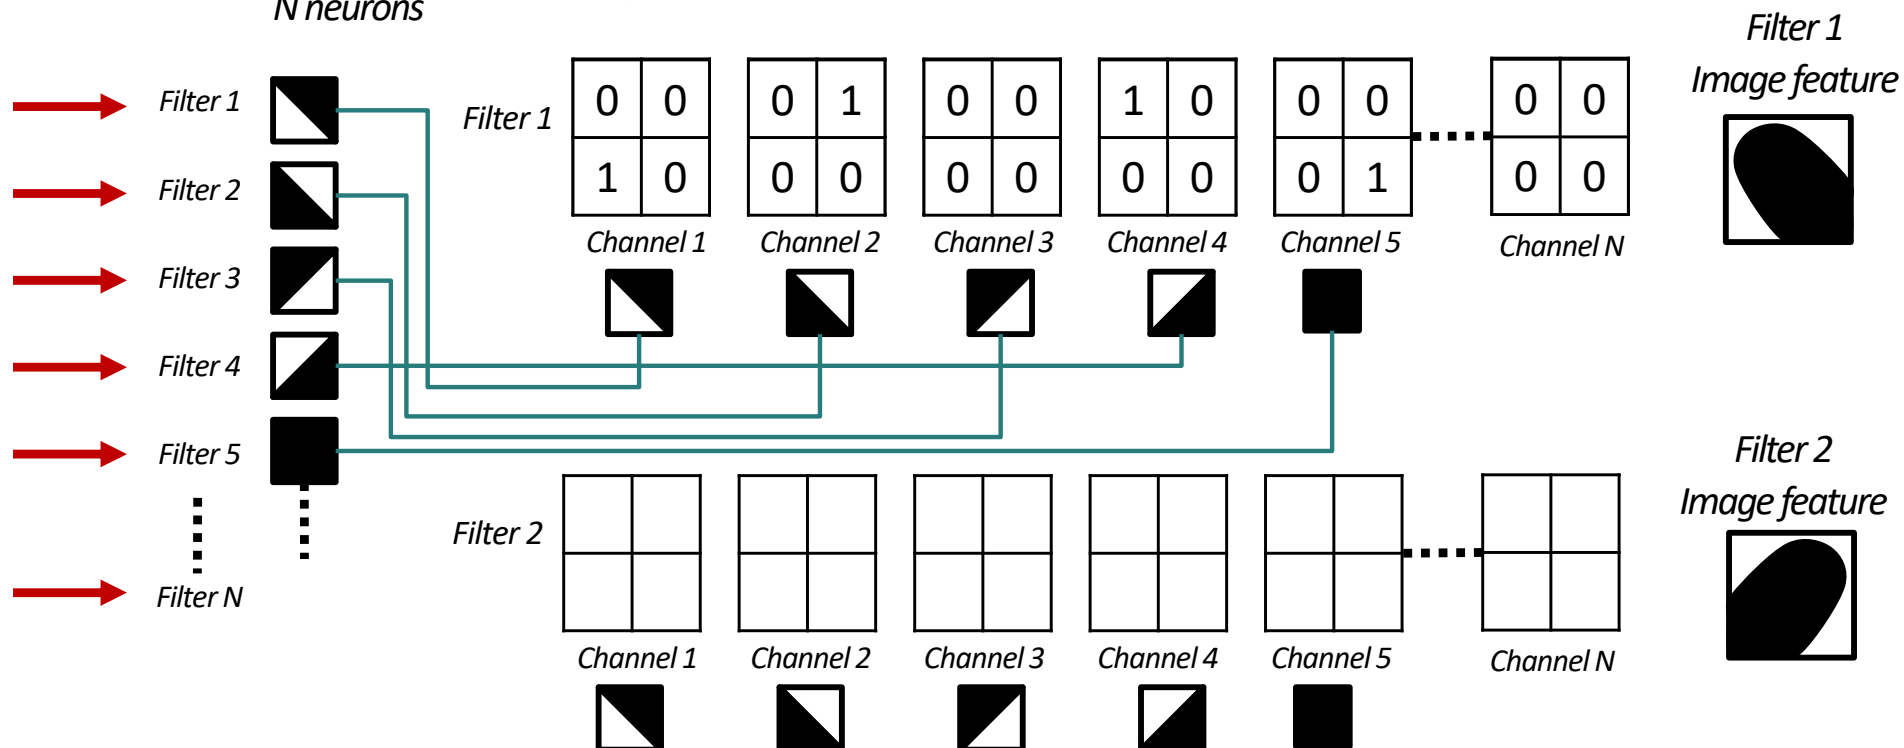 N neurons
Filter 1
Image feature
Filter 1
Filter 2
Filter 3
Filter 4
Filter 5
Filter N
Filter 1
0 0 0 1 0 0 1 0 0 0 0 0
1 0 0 0 0 0 0 0 0 1 0 0
Channel 1 Channel 2 Channel 3 Channel 4 Channel 5 Channel N
Filter 2
Image feature
Filter 2
Channel 1 Channel 2 Channel 3 Channel 4 Channel 5 Channel N